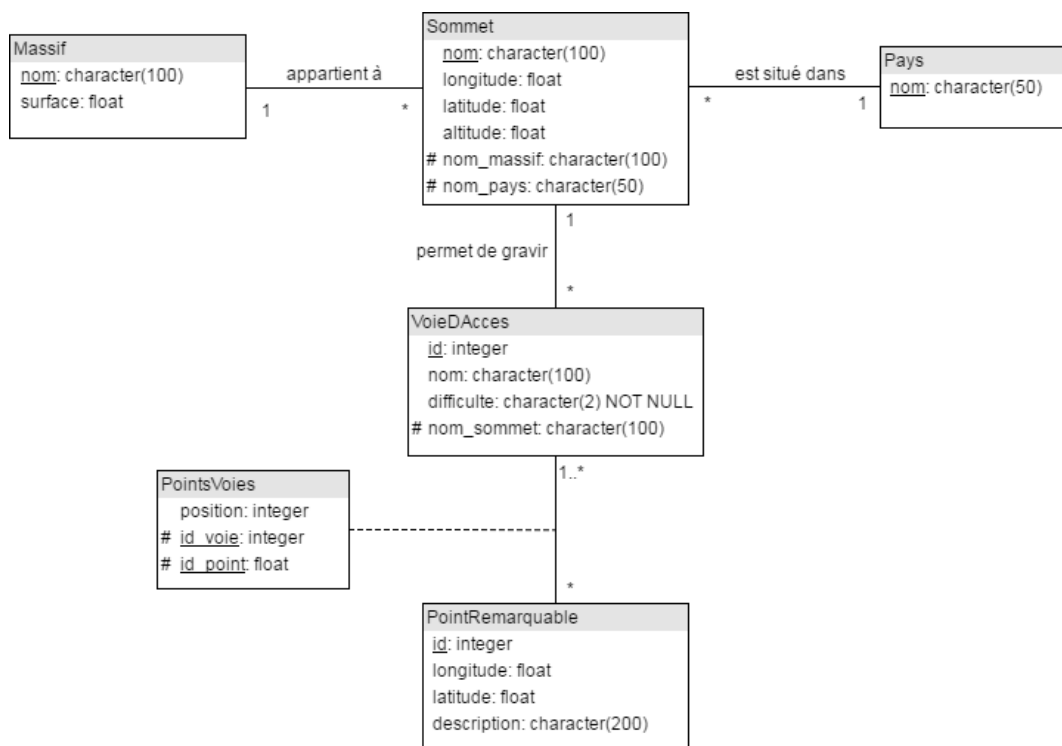 Massif
nom: character(100)
surface: float
appartient à
1
*
Sommet
nom: character(100)
longitude: float
latitude: float
altitude: float
# nom_massif: character(100)
# nom_pays: character(50)
est situé dans
*
1
Pays
nom: character(50)
1
permet de gravir
*
VoieDAcces
id: integer
nom: character(100)
difficulte: character(2) NOT NULL
# nom_sommet: character(100)
1..*
PointsVoies
position: integer
# id_voie: integer
# id_point: float
*
PointRemarquable
id: integer
longitude: float
latitude: float
description: character(200)